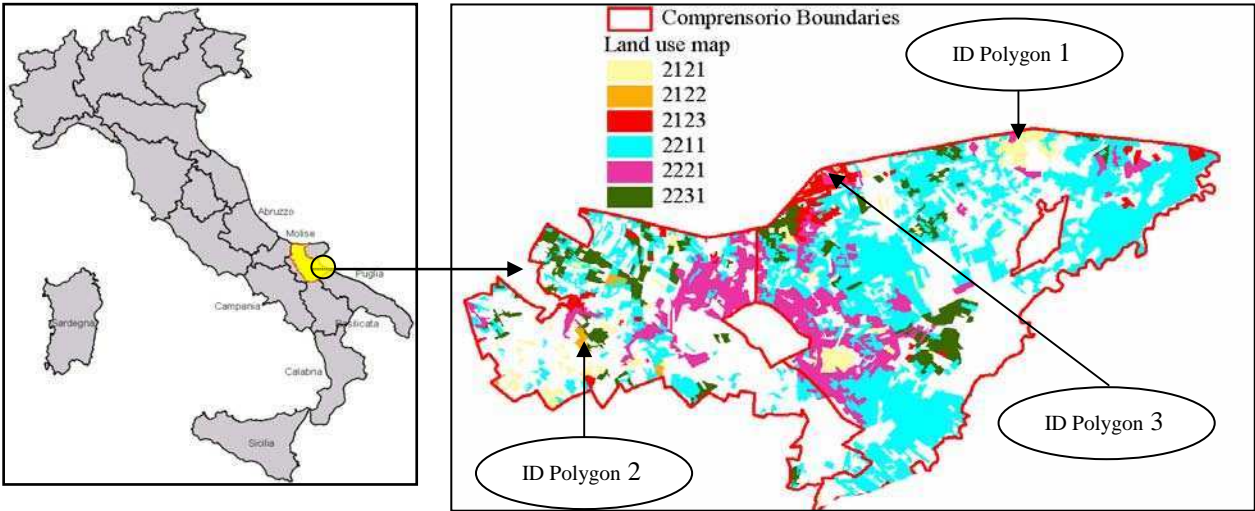 Abruzzo
Molise
Puglia
Campania
Basilicata
Sardegna
Calabria
Sicilia
Comprensorio Boundaries
Land use map
2121
2122
2123
2211
2221
2231
ID Polygon 1
ID Polygon 3
ID Polygon 2